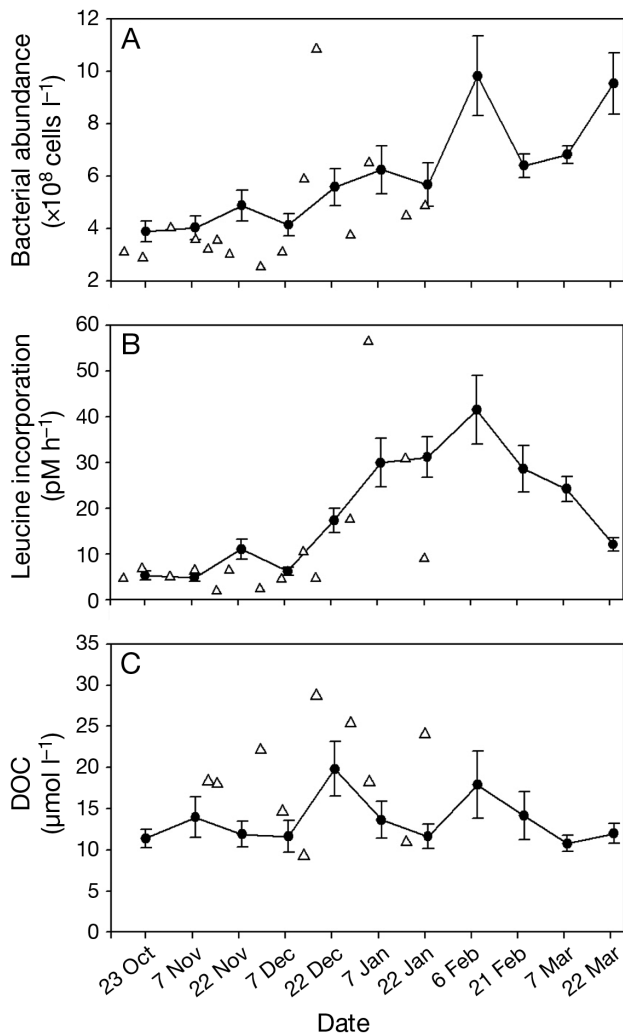 A
Bacterial abundance
(×10⁸ cells l⁻¹)
12
10
8
6
4
2
B
Leucine incorporation
(pM h⁻¹)
60
50
40
30
20
10
0
C
DOC
(µmol l⁻¹)
35
30
25
20
15
10
5
0
23 Oct
7 Nov
22 Nov
7 Dec
22 Dec
7 Jan
22 Jan
6 Feb
21 Feb
7 Mar
22 Mar
Date